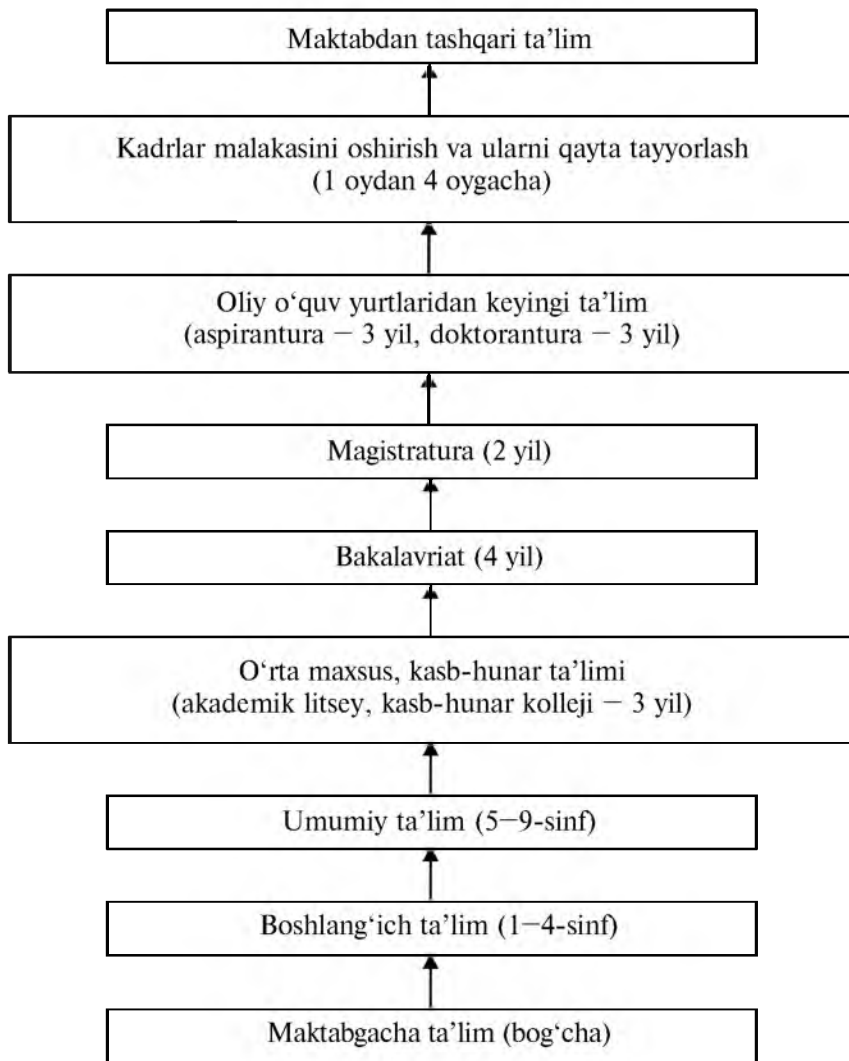 Maktabdan tashqari ta’lim
Kadrlar malakasini oshirish va ularni qayta tayyorlash
(1 oydan 4 oygacha)
Oliy o‘quv yurtlaridan keyingi ta’lim
(aspirantura − 3 yil, doktorantura − 3 yil)
Magistratura (2 yil)
Bakalavriat (4 yil)
O‘rta maxsus, kasb-hunar ta’limi
(akademik litsey, kasb-hunar kolleji − 3 yil)
Umumiy ta’lim (5−9-sinf)
Boshlang‘ich ta’lim (1−4-sinf)
Maktabgacha ta’lim (bog‘cha)